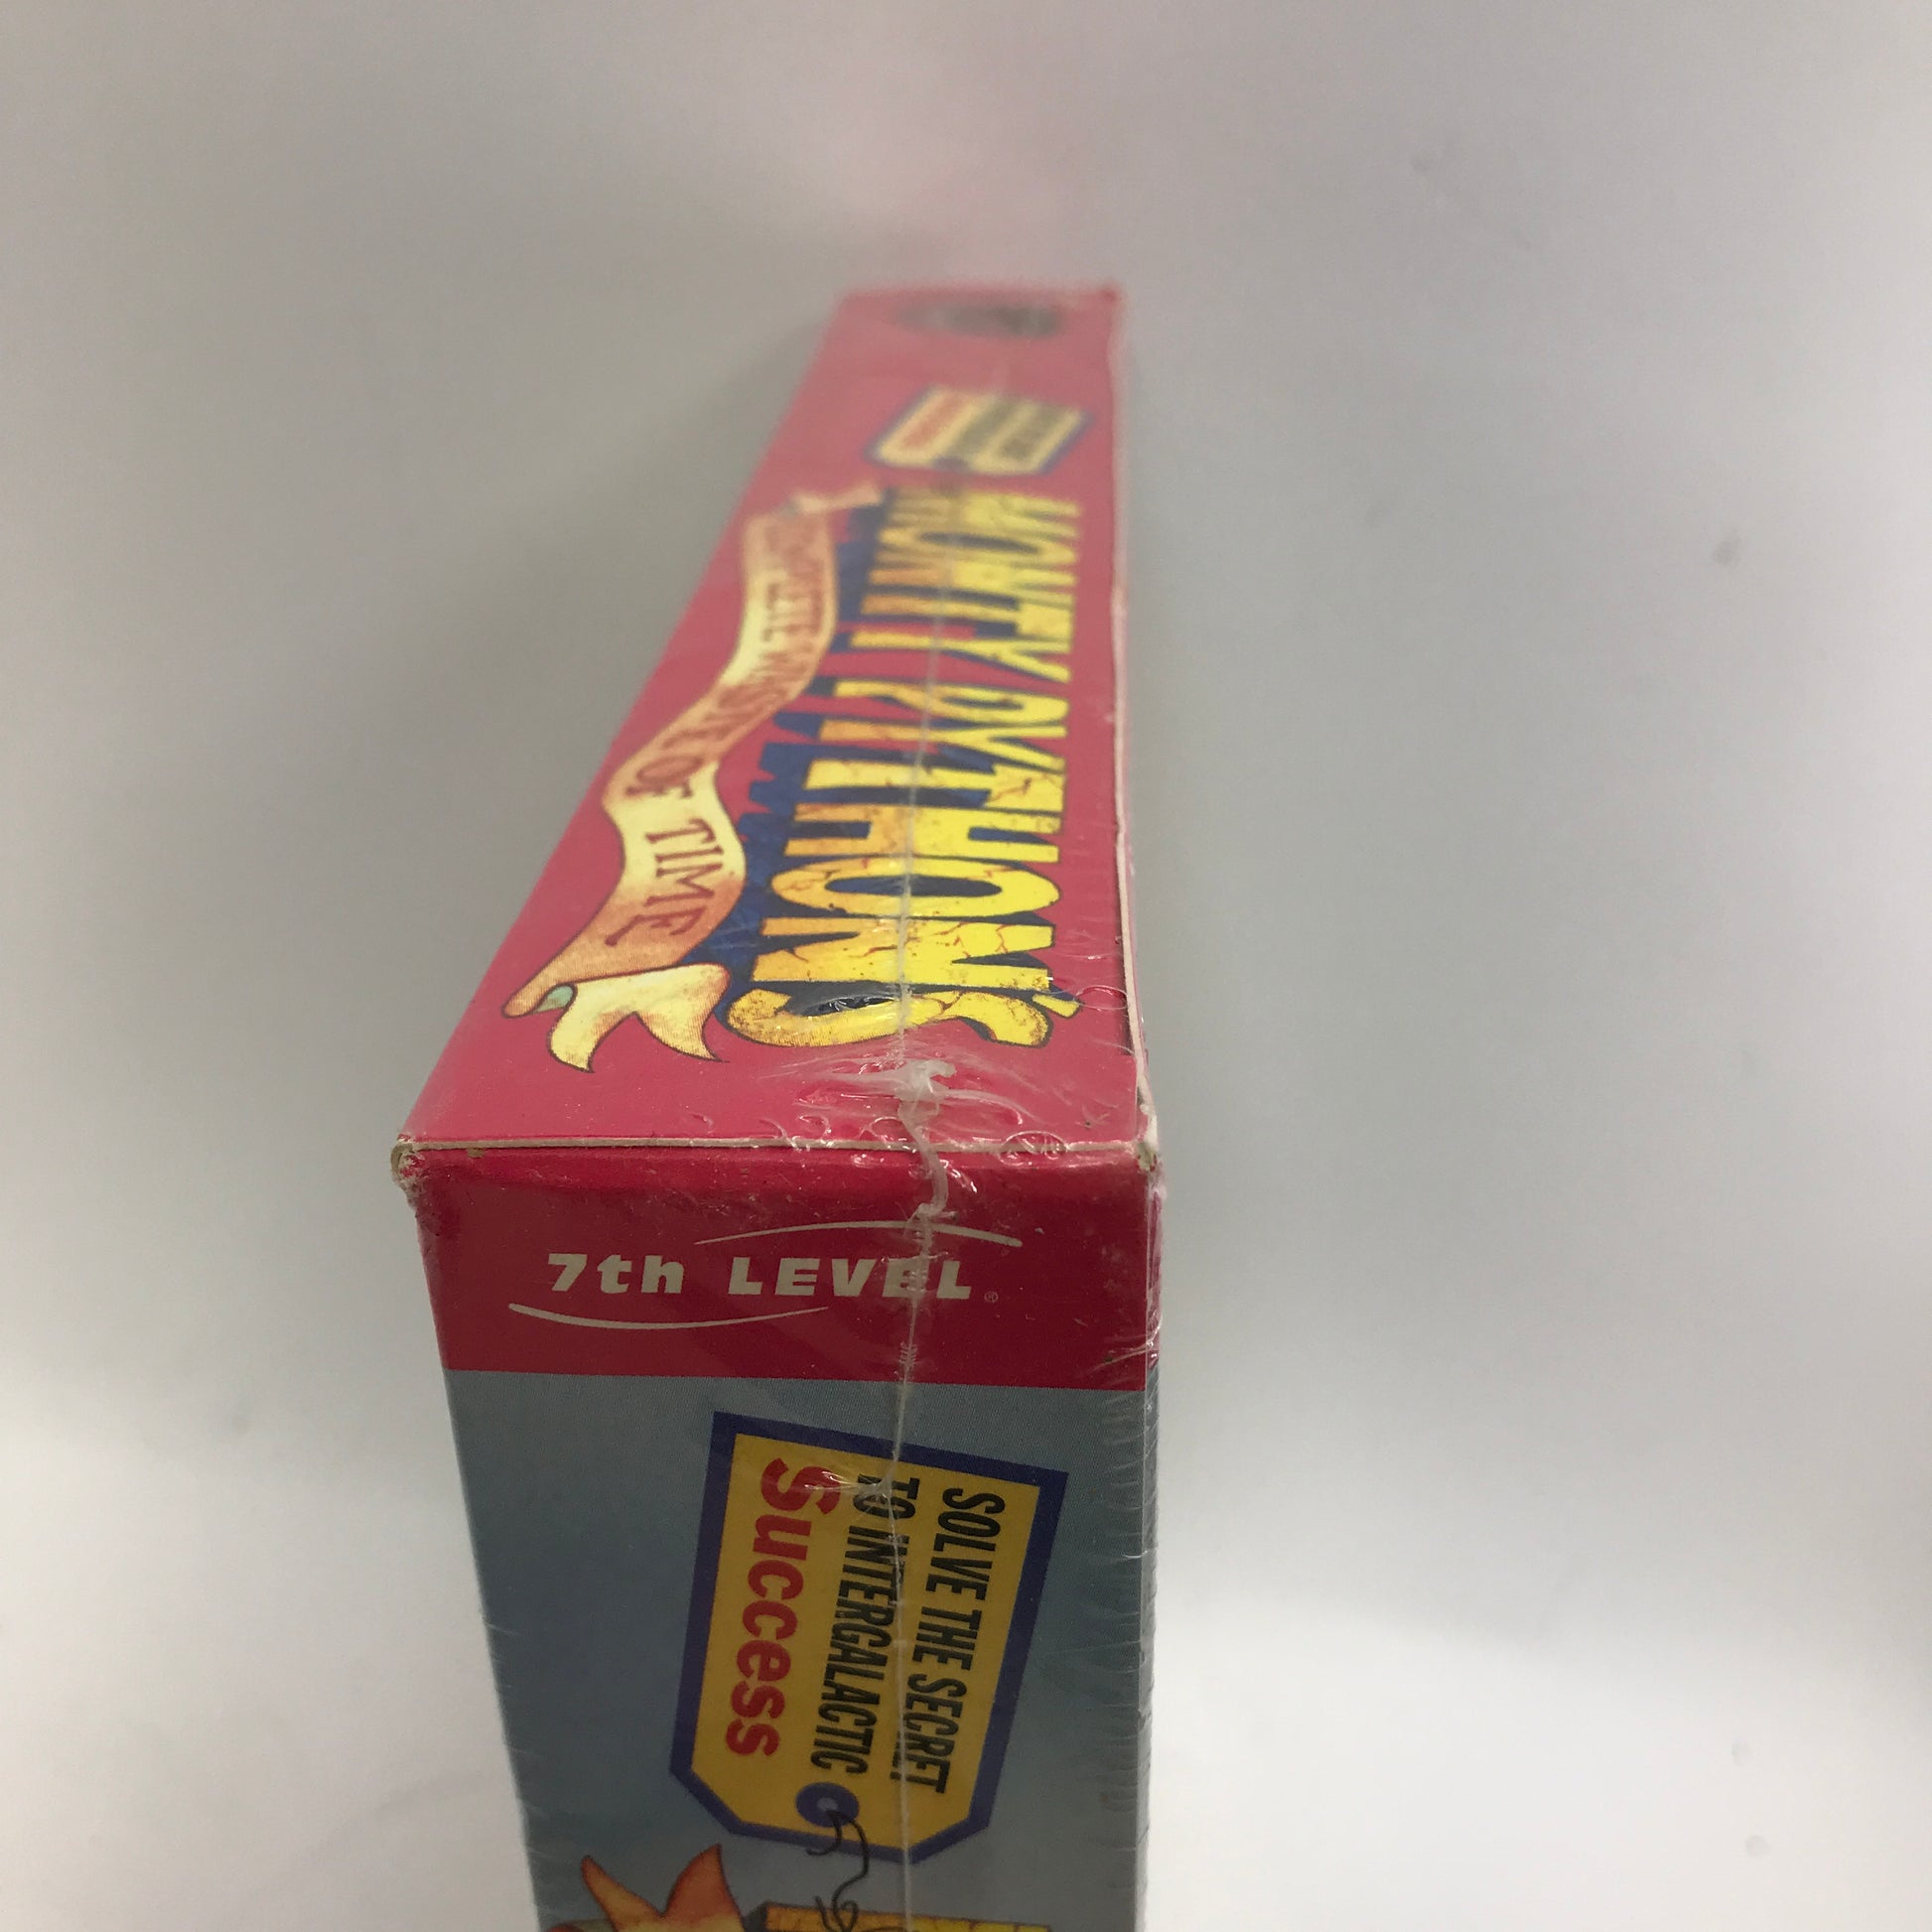 MONTY PYTHON'S
COMPLETE WASTE OF TIME
7th LEVEL®
SOLVE THE SECRET
TO INTERGALACTIC
Success